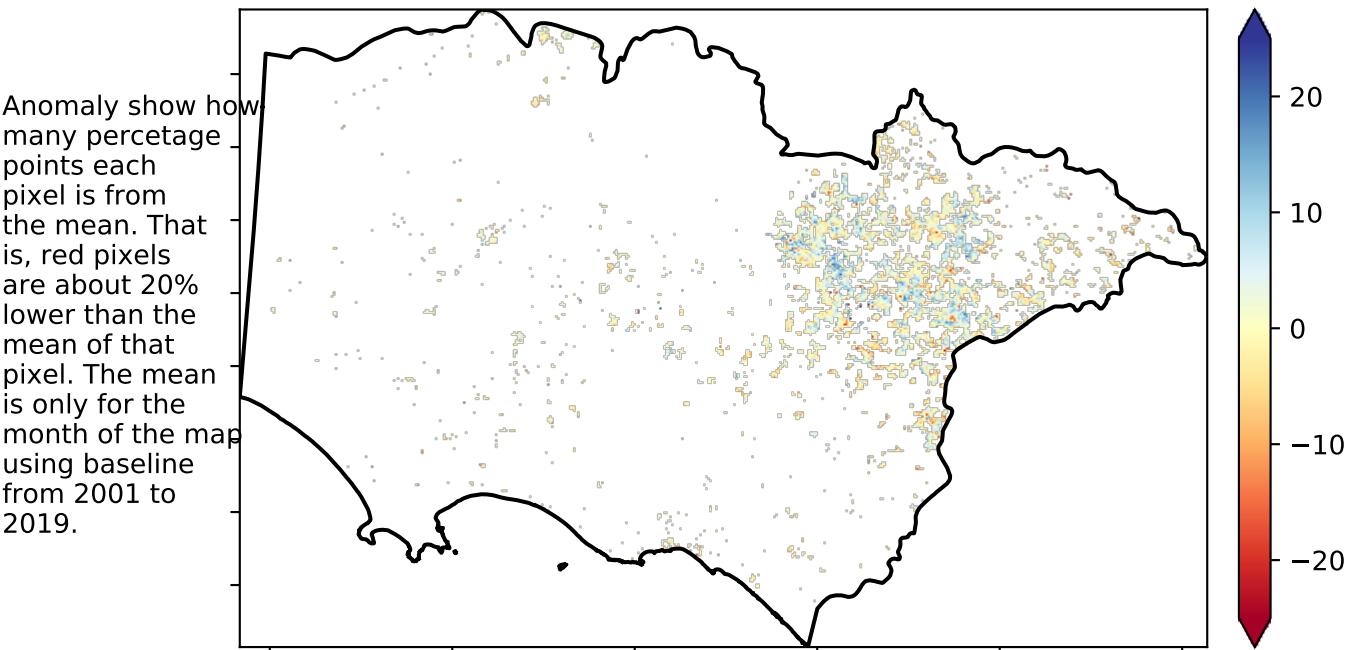 Anomaly show how
many percetage
points each
pixel is from
the mean. That
is, red pixels
are about 20%
lower than the
mean of that
pixel. The mean
is only for the
month of the map
using baseline
from 2001 to
2019.
20
10
0
−10
−20